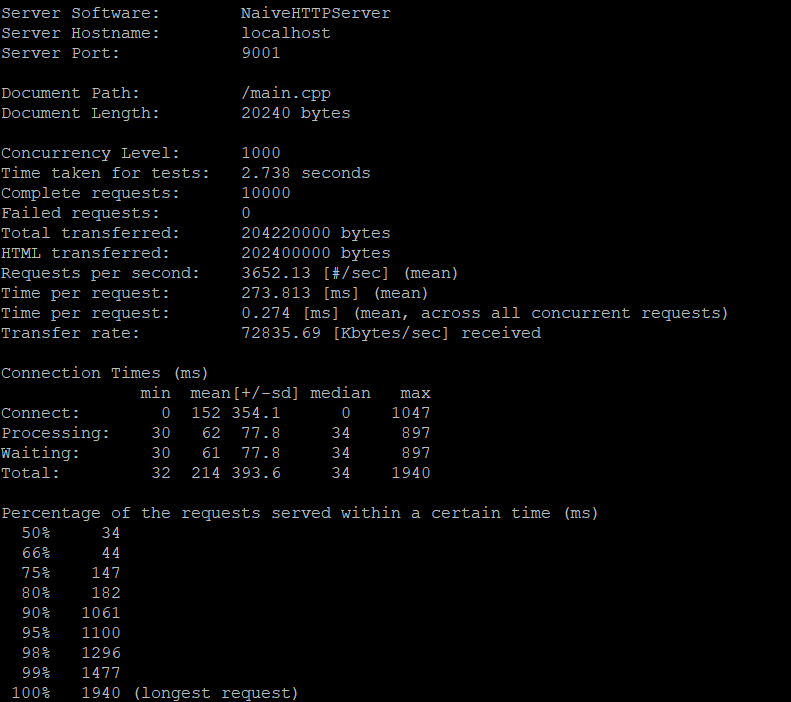 Server Software:        NaiveHTTPServer
Server Hostname:        localhost
Server Port:            9001

Document Path:          /main.cpp
Document Length:        20240 bytes

Concurrency Level:      1000
Time taken for tests:   2.738 seconds
Complete requests:      10000
Failed requests:        0
Total transferred:      204220000 bytes
HTML transferred:       202400000 bytes
Requests per second:    3652.13 [#/sec] (mean)
Time per request:       273.813 [ms] (mean)
Time per request:       0.274 [ms] (mean, across all concurrent requests)
Transfer rate:          72835.69 [Kbytes/sec] received

Connection Times (ms)
              min  mean[+/-sd] median   max
Connect:        0  152 354.1      0    1047
Processing:    30   62  77.8     34     897
Waiting:       30   61  77.8     34     897
Total:         32  214 393.6     34    1940

Percentage of the requests served within a certain time (ms)
  50%     34
  66%     44
  75%    147
  80%    182
  90%   1061
  95%   1100
  98%   1296
  99%   1477
 100%   1940 (longest request)